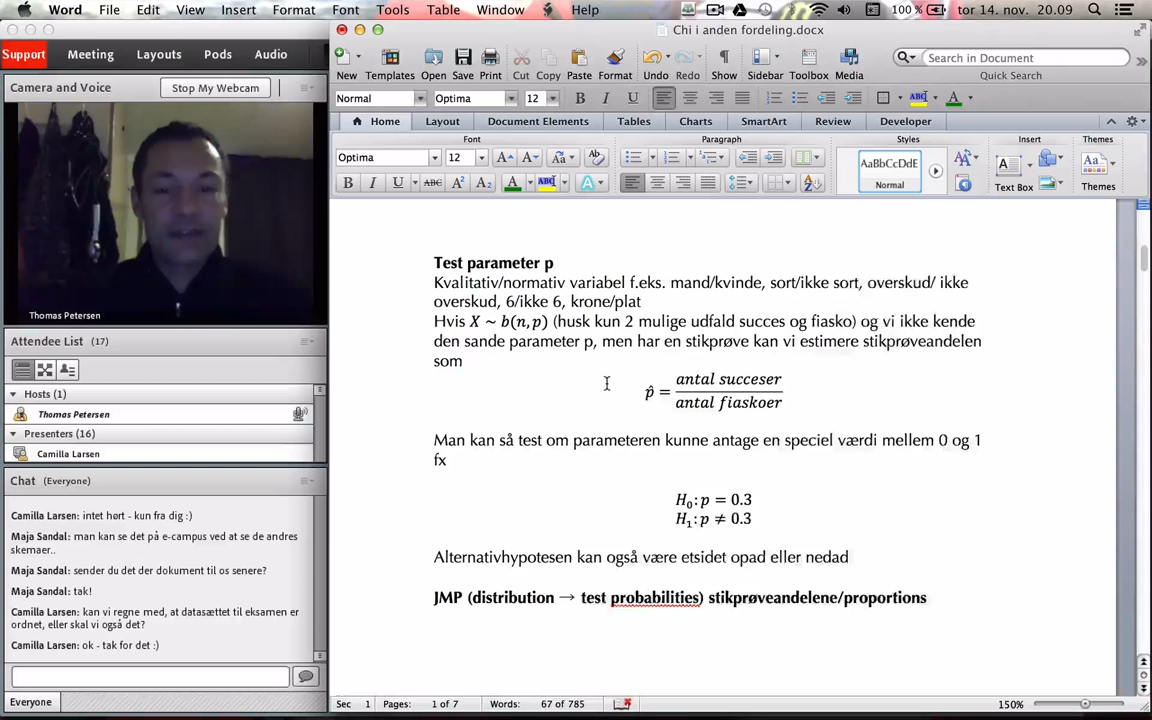 Word File Edit View Insert Format Font Tools Table Window Help 100 % tor 14. nov. 20.09
Support Meeting Layouts Pods Audio
Camera and Voice Stop My Webcam
Thomas Petersen
Attendee List (17)
Hosts (1)
Thomas Petersen
Presenters (16)
Camilla Larsen
Chat (Everyone)
Camilla Larsen: intet hørt - kun fra dig :)
Maja Sandal: man kan se det på e-campus ved at se de andres
skemaer..
Maja Sandal: sender du det der dokument til os senere?
Maja Sandal: tak!
Camilla Larsen: kan vi regne med, at datasættet til eksamen er
ordnet, eller skal vi også det?
Camilla Larsen: ok - tak for det :)
Everyone
Chi i anden fordeling.docx
New Templates Open Save Print Cut Copy Paste Format Undo Redo Show Sidebar Toolbox Media
Search in Document
Quick Search
Normal Optima 12 B I U ABC A
Home Layout Document Elements Tables Charts SmartArt Review Developer
Font Paragraph Styles Insert Themes
Optima 12 A A Aa
AaBbCcDdE
Normal
B I U ABC A² A₂ A ABC A
A Text Box
Aa Themes
Test parameter p
Kvalitativ/normativ variabel f.eks. mand/kvinde, sort/ikke sort, overskud/ ikke
overskud, 6/ikke 6, krone/plat
Hvis X ~ b(n, p) (husk kun 2 mulige udfald succes og fiasko) og vi ikke kende
den sande parameter p, men har en stikprøve kan vi estimere stikprøveandelen
som
p̂ = antal succeser
antal fiaskoer
Man kan så test om parameteren kunne antage en speciel værdi mellem 0 og 1
fx
H₀: p = 0.3
H₁: p ≠ 0.3
Alternativhypotesen kan også være etsidet opad eller nedad
JMP (distribution → test probabilities) stikprøveandelene/proportions
Sec 1 Pages: 1 of 7 Words: 67 of 785 150%